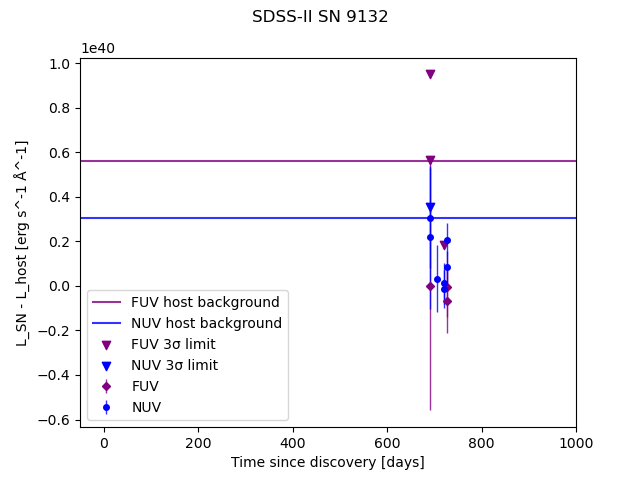 SDSS-II SN 9132
1e40
L_SN - L_host [erg s^-1 Å^-1]
1.0
0.8
0.6
0.4
0.2
0.0
−0.2
−0.4
−0.6
FUV host background
NUV host background
FUV 3σ limit
NUV 3σ limit
FUV
NUV
0 200 400 600 800 1000
Time since discovery [days]